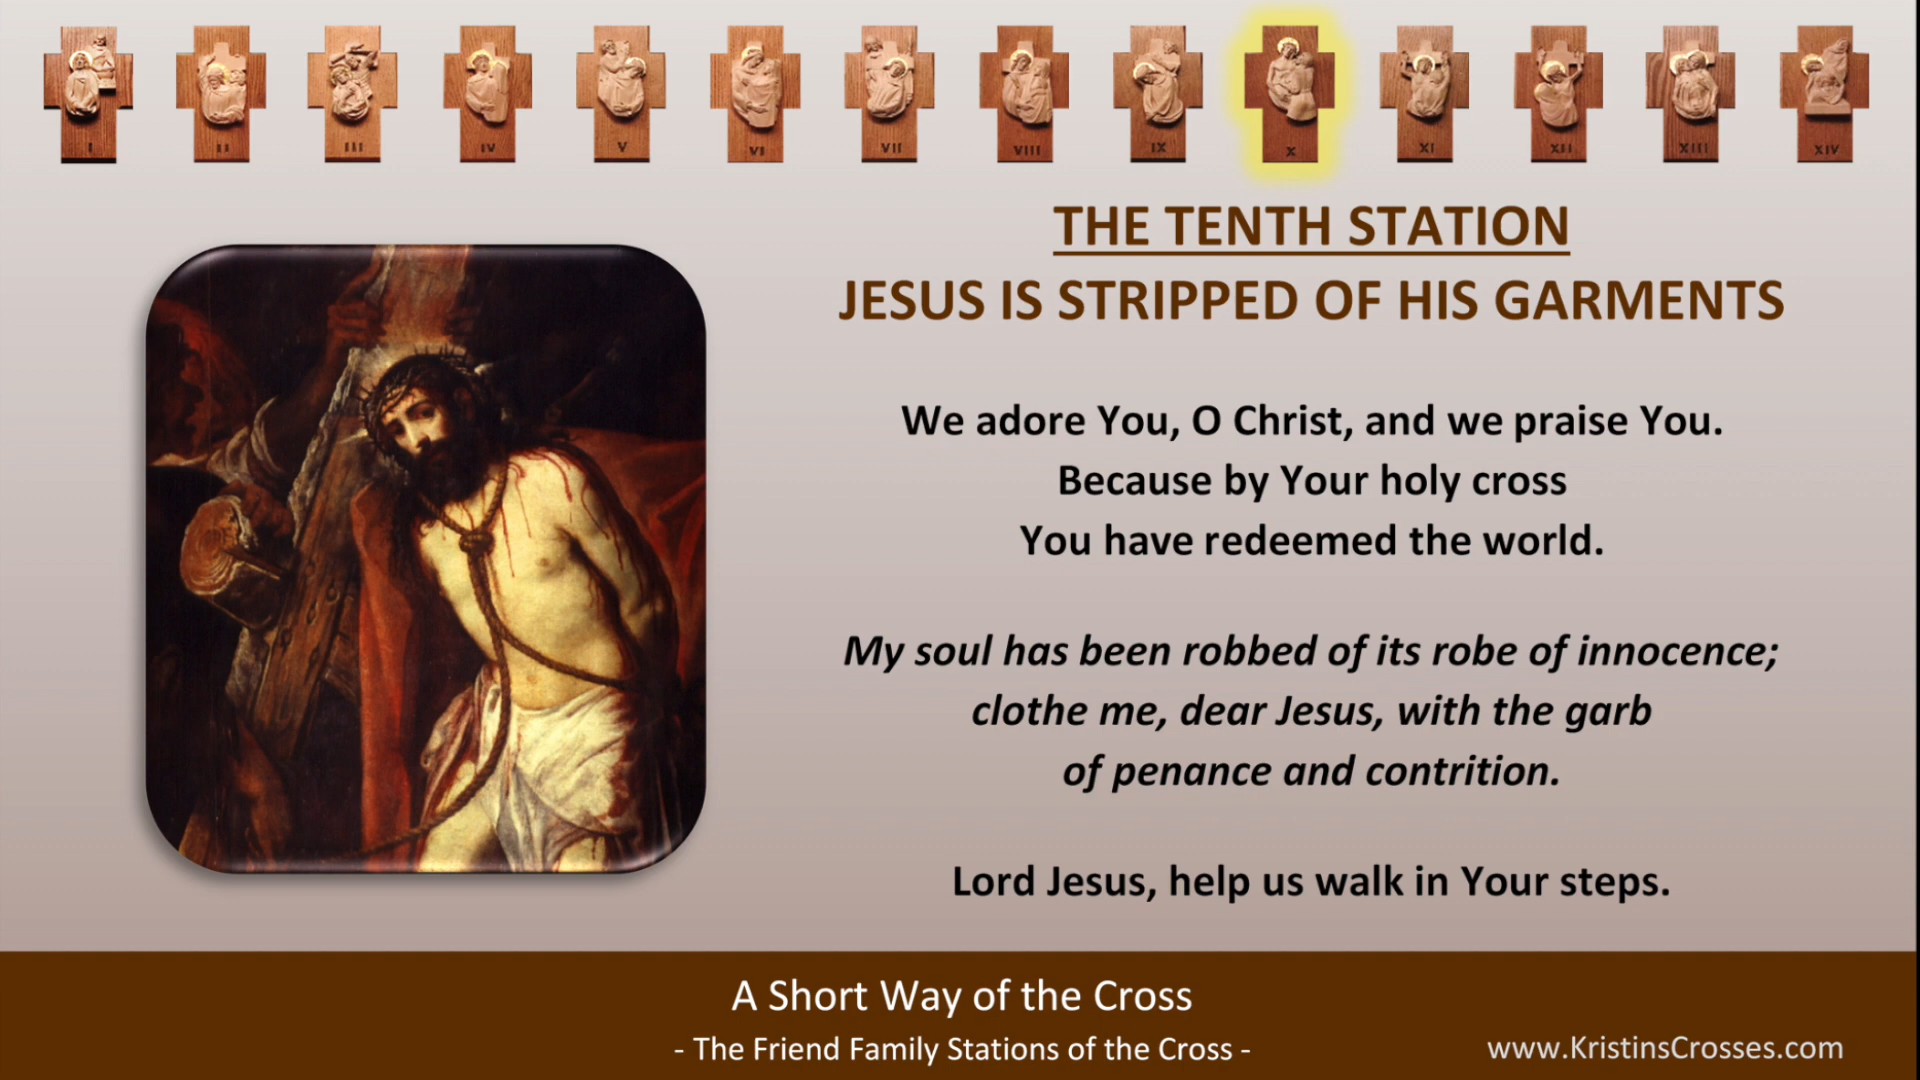 I II III IV V VI VII VIII IX X XI XII XIII XIV
THE TENTH STATION
JESUS IS STRIPPED OF HIS GARMENTS
We adore You, O Christ, and we praise You.
Because by Your holy cross
You have redeemed the world.
My soul has been robbed of its robe of innocence;
clothe me, dear Jesus, with the garb
of penance and contrition.
Lord Jesus, help us walk in Your steps.
A Short Way of the Cross
- The Friend Family Stations of the Cross -
www.KristinsCrosses.com